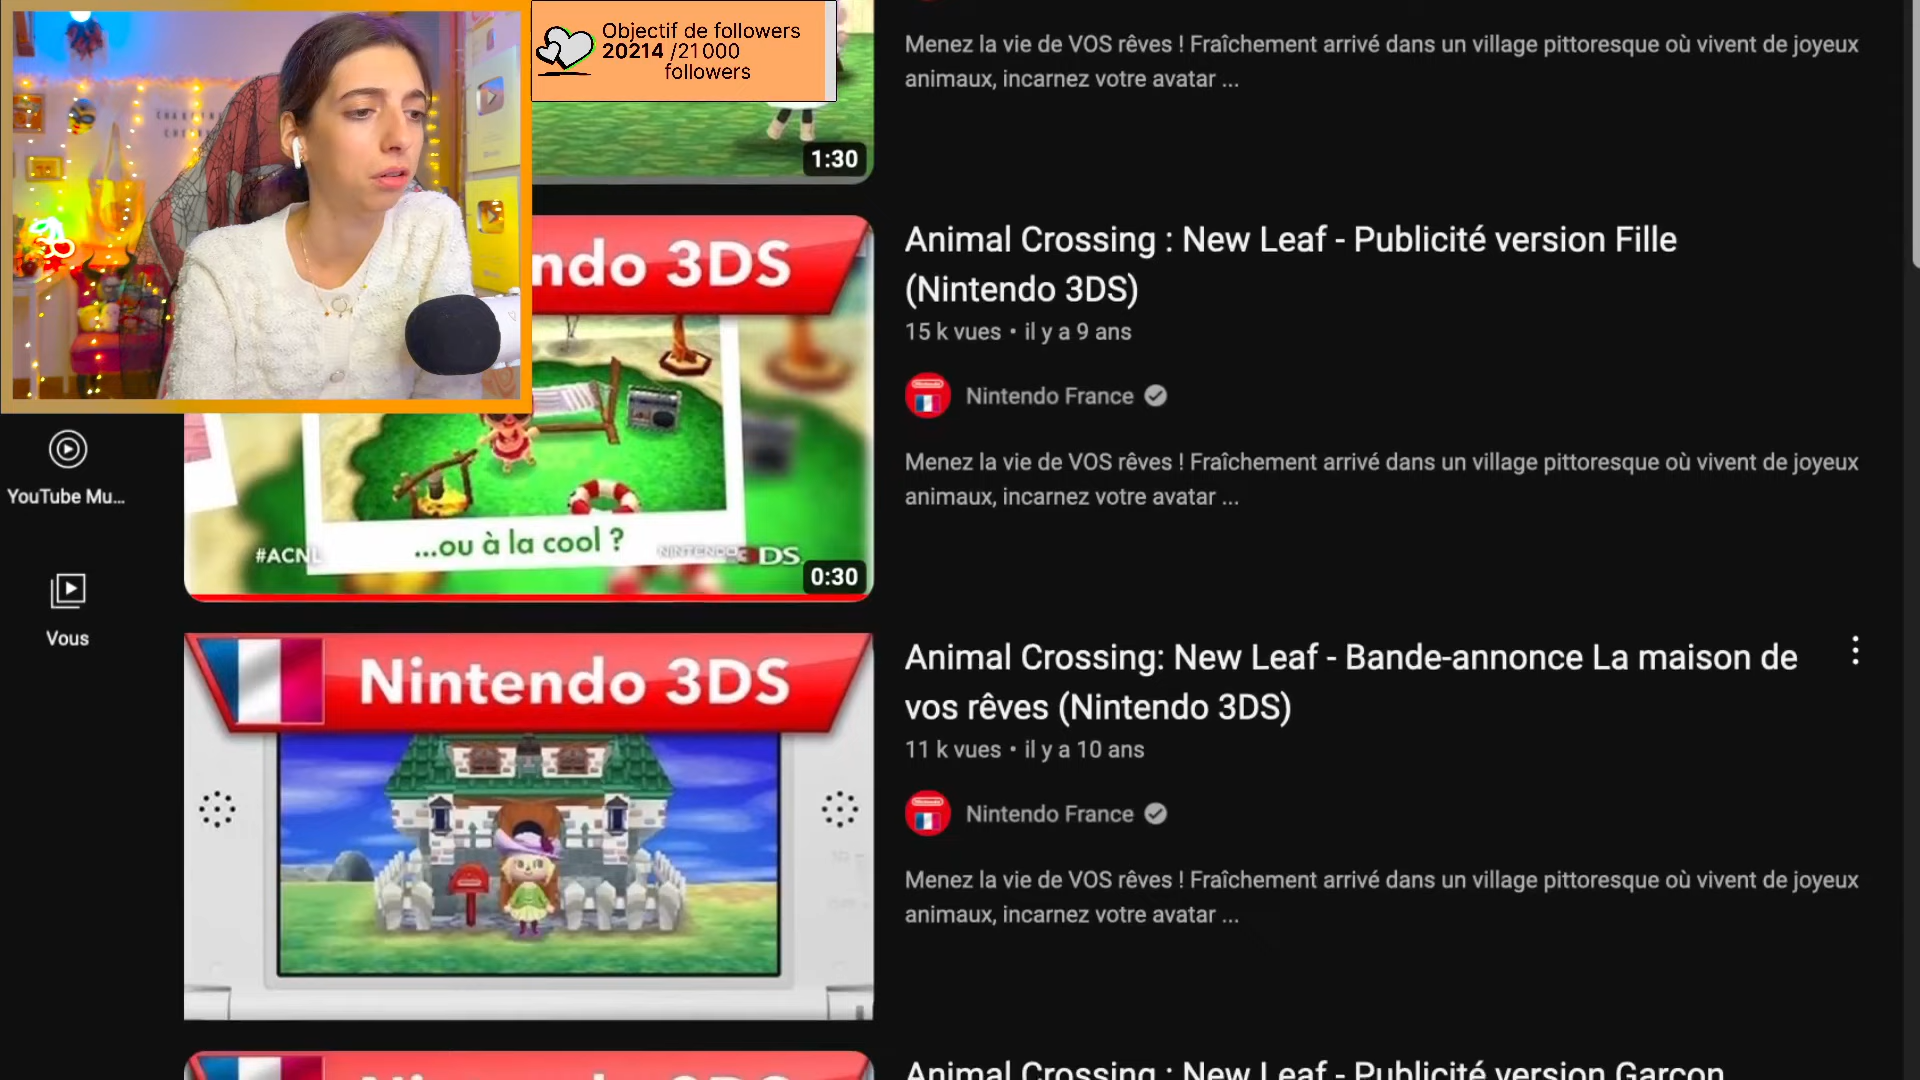 Objectif de followers
20214 /21000
followers
Menez la vie de VOS rêves ! Fraîchement arrivé dans un village pittoresque où vivent de joyeux
animaux, incarnez votre avatar ...
1:30
ndo 3DS
...ou à la cool ?
#ACNL
NINTENDO 3DS
0:30
Animal Crossing : New Leaf - Publicité version Fille
(Nintendo 3DS)
15 k vues • il y a 9 ans
Nintendo France
Menez la vie de VOS rêves ! Fraîchement arrivé dans un village pittoresque où vivent de joyeux
animaux, incarnez votre avatar ...
YouTube Mu...
Vous
Nintendo 3DS
Animal Crossing: New Leaf - Bande-annonce La maison de
vos rêves (Nintendo 3DS)
11 k vues • il y a 10 ans
Nintendo France
Menez la vie de VOS rêves ! Fraîchement arrivé dans un village pittoresque où vivent de joyeux
animaux, incarnez votre avatar ...
Nintendo 3DS
Animal Crossing : New Leaf - Publicité version Garçon